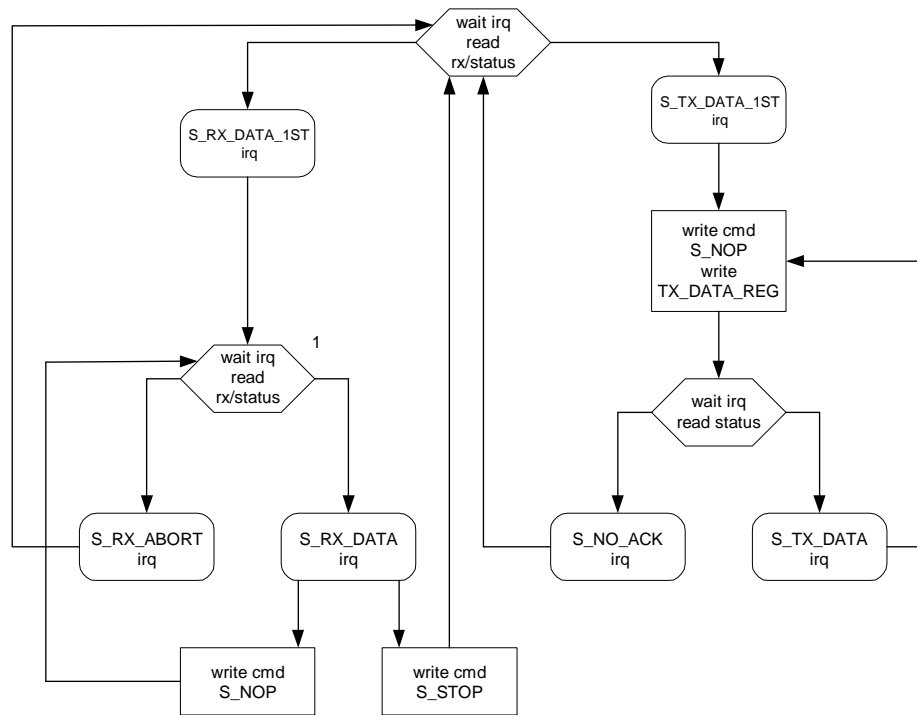 wait irq
read
rx/status
S_RX_DATA_1ST
irq
S_TX_DATA_1ST
irq
write cmd
S_NOP
write
TX_DATA_REG
1
wait irq
read
rx/status
wait irq
read status
S_RX_ABORT
irq
S_RX_DATA
irq
S_NO_ACK
irq
S_TX_DATA
irq
write cmd
S_NOP
write cmd
S_STOP